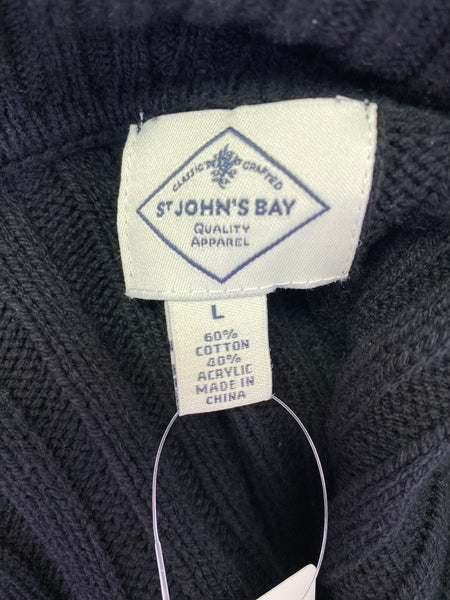 CLASSIC CRAFTED
ST JOHN'S BAY
QUALITY
APPAREL
L
60%
COTTON
40%
ACRYLIC
MADE IN
CHINA